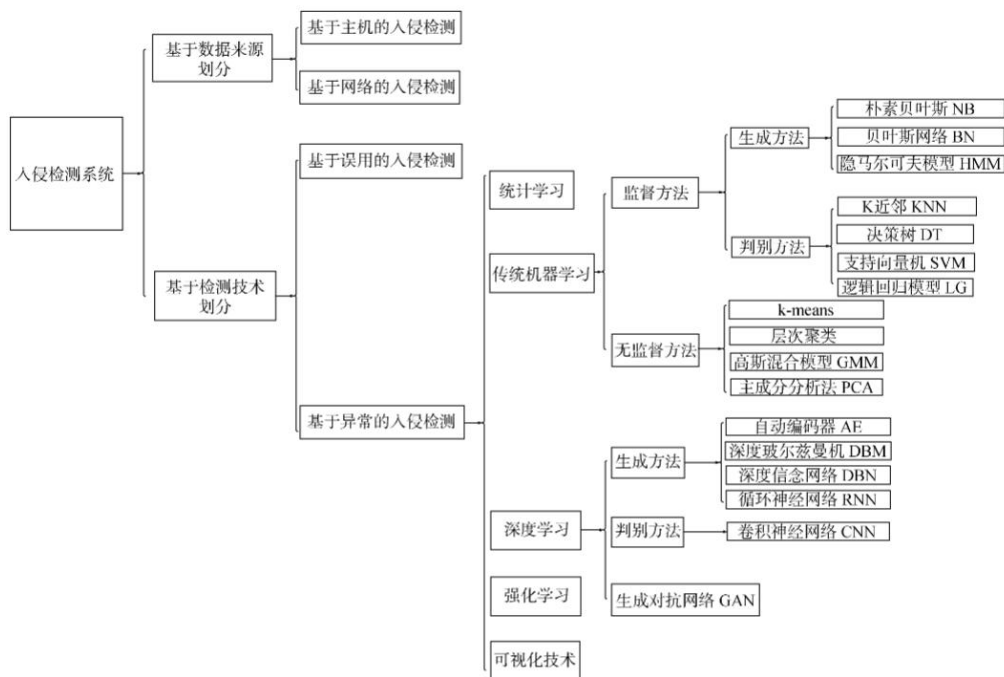 入侵检测系统
基于数据来源
划分
基于主机的入侵检测
基于网络的入侵检测
基于检测技术
划分
基于误用的入侵检测
基于异常的入侵检测
统计学习
传统机器学习
监督方法
生成方法
朴素贝叶斯 NB
贝叶斯网络 BN
隐马尔可夫模型 HMM
判别方法
K近邻 KNN
决策树 DT
支持向量机 SVM
逻辑回归模型 LG
无监督方法
k-means
层次聚类
高斯混合模型 GMM
主成分分析法 PCA
深度学习
生成方法
自动编码器 AE
深度玻尔兹曼机 DBM
深度信念网络 DBN
循环神经网络 RNN
判别方法
卷积神经网络 CNN
生成对抗网络 GAN
强化学习
可视化技术